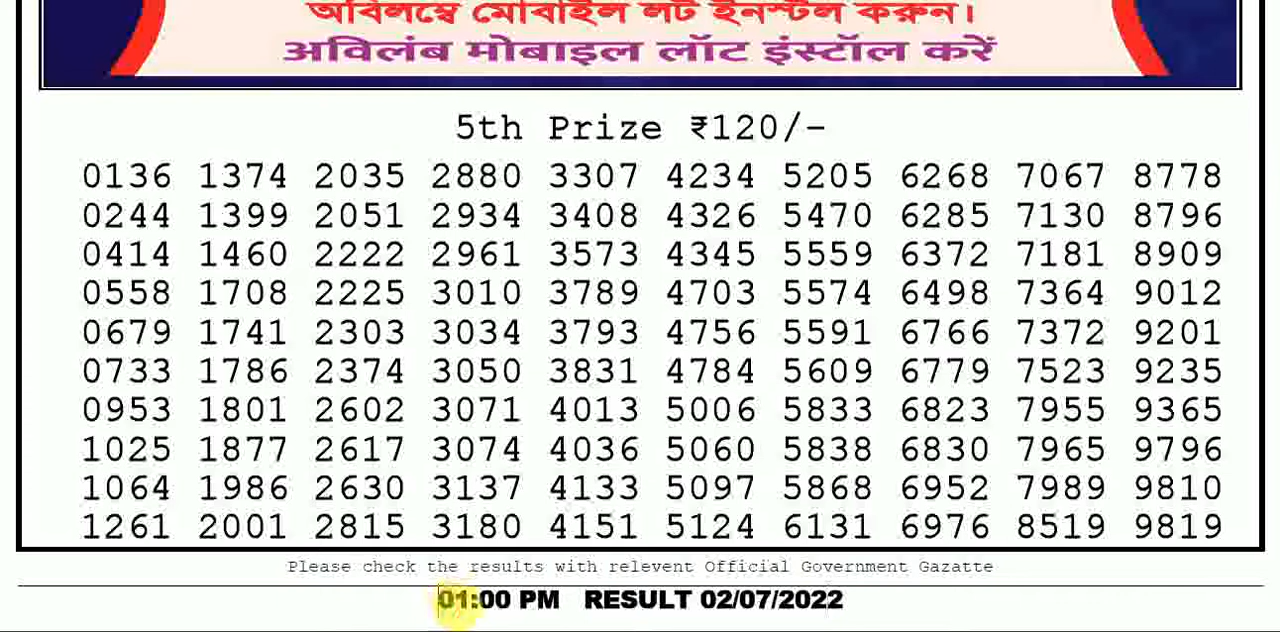 অবিলম্বে মোবাইল লট ইনস্টল করুন।
अविलंब मोबाइल लॉट इंस्टॉल करें
5th Prize ₹120/-
0136 1374 2035 2880 3307 4234 5205 6268 7067 8778
0244 1399 2051 2934 3408 4326 5470 6285 7130 8796
0414 1460 2222 2961 3573 4345 5559 6372 7181 8909
0558 1708 2225 3010 3789 4703 5574 6498 7364 9012
0679 1741 2303 3034 3793 4756 5591 6766 7372 9201
0733 1786 2374 3050 3831 4784 5609 6779 7523 9235
0953 1801 2602 3071 4013 5006 5833 6823 7955 9365
1025 1877 2617 3074 4036 5060 5838 6830 7965 9796
1064 1986 2630 3137 4133 5097 5868 6952 7989 9810
1261 2001 2815 3180 4151 5124 6131 6976 8519 9819
Please check the results with relevent Official Government Gazatte
01:00 PM RESULT 02/07/2022